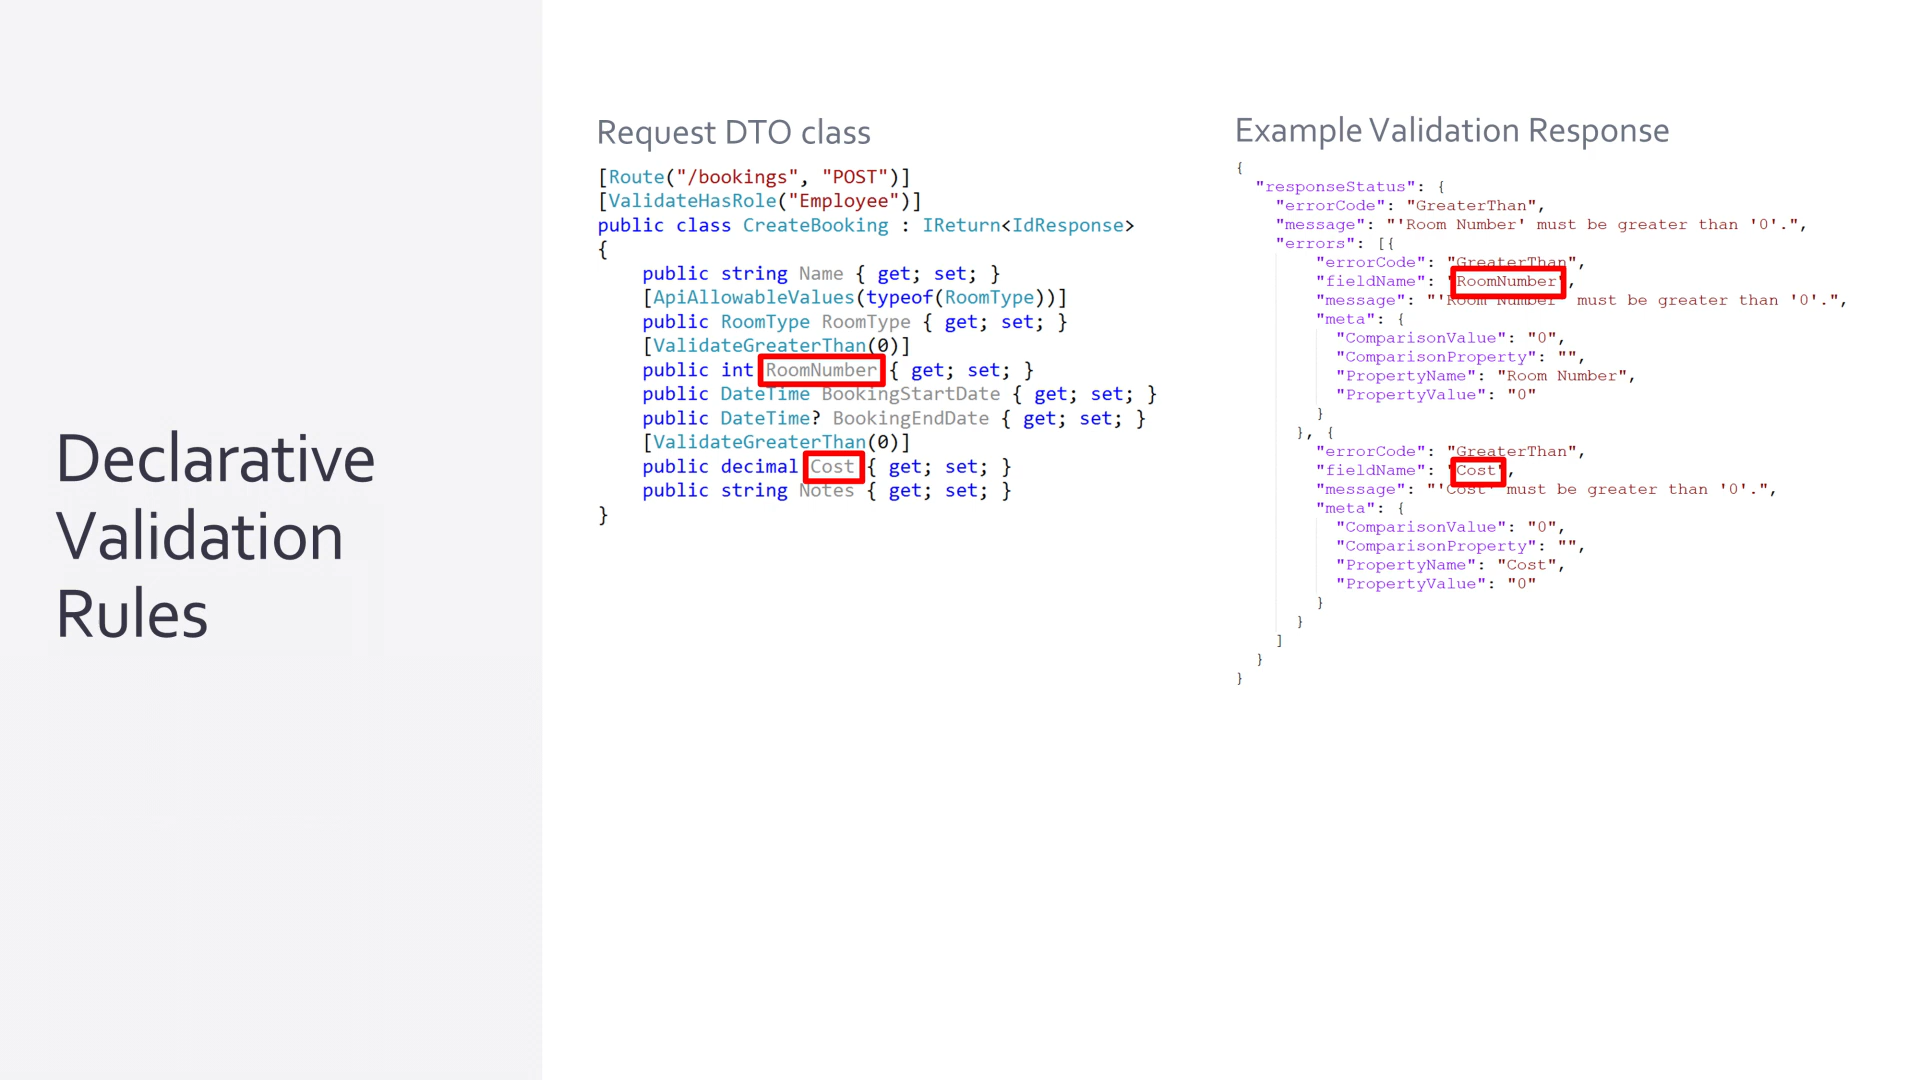 Declarative
Validation
Rules
Request DTO class
[Route("/bookings", "POST")]
[ValidateHasRole("Employee")]
public class CreateBooking : IReturn<IdResponse>
{
    public string Name { get; set; }
    [ApiAllowableValues(typeof(RoomType))]
    public RoomType RoomType { get; set; }
    [ValidateGreaterThan(0)]
    public int RoomNumber { get; set; }
    public DateTime BookingStartDate { get; set; }
    public DateTime? BookingEndDate { get; set; }
    [ValidateGreaterThan(0)]
    public decimal Cost { get; set; }
    public string Notes { get; set; }
}
Example Validation Response
{
  "responseStatus": {
    "errorCode": "GreaterThan",
    "message": "'Room Number' must be greater than '0'.",
    "errors": [{
        "errorCode": "GreaterThan",
        "fieldName": "RoomNumber",
        "message": "'Room Number' must be greater than '0'.",
        "meta": {
          "ComparisonValue": "0",
          "ComparisonProperty": "",
          "PropertyName": "Room Number",
          "PropertyValue": "0"
        }
      }, {
        "errorCode": "GreaterThan",
        "fieldName": "Cost",
        "message": "'Cost' must be greater than '0'.",
        "meta": {
          "ComparisonValue": "0",
          "ComparisonProperty": "",
          "PropertyName": "Cost",
          "PropertyValue": "0"
        }
      }
    ]
  }
}